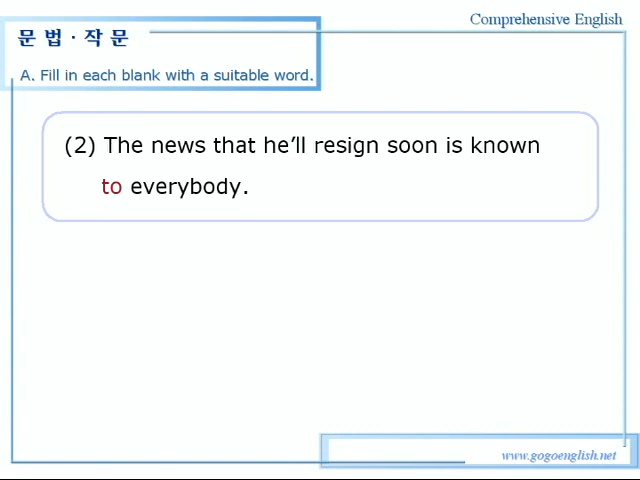 Comprehensive English
문 법 · 작 문
A. Fill in each blank with a suitable word.
(2) The news that he’ll resign soon is known
to everybody.
www.gogoenglish.net